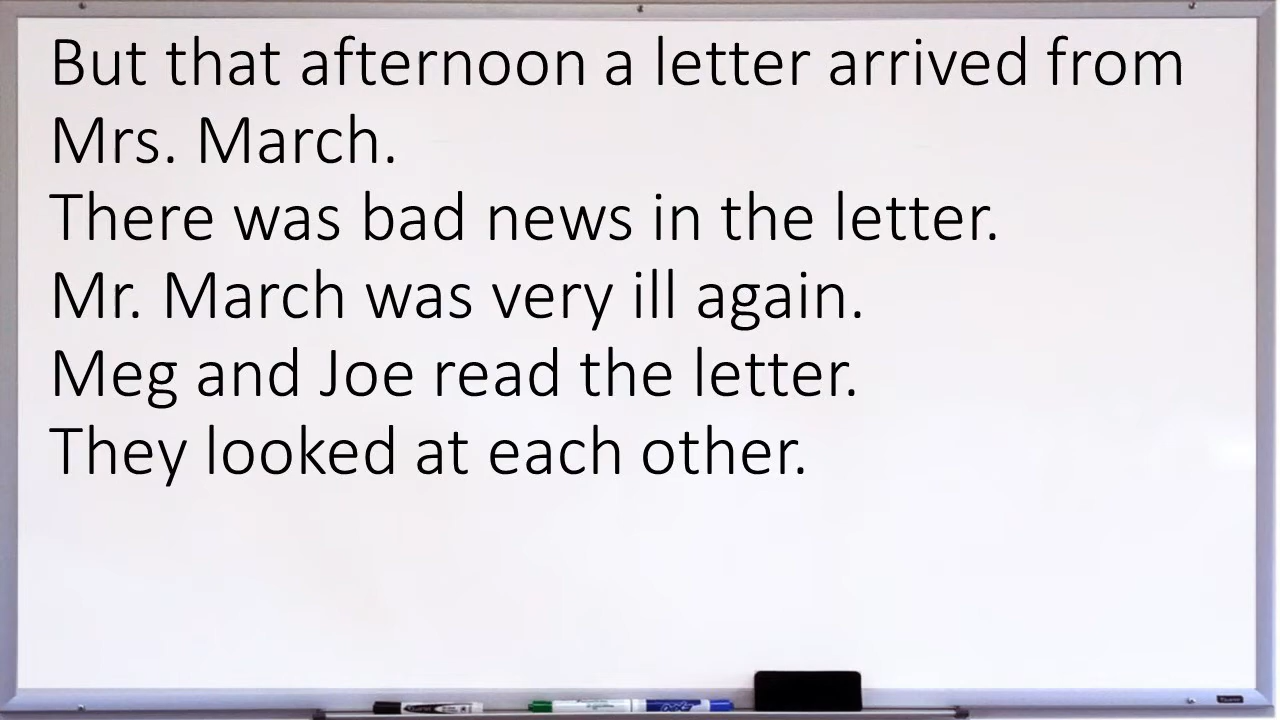 But that afternoon a letter arrived from
Mrs. March.
There was bad news in the letter.
Mr. March was very ill again.
Meg and Joe read the letter.
They looked at each other.